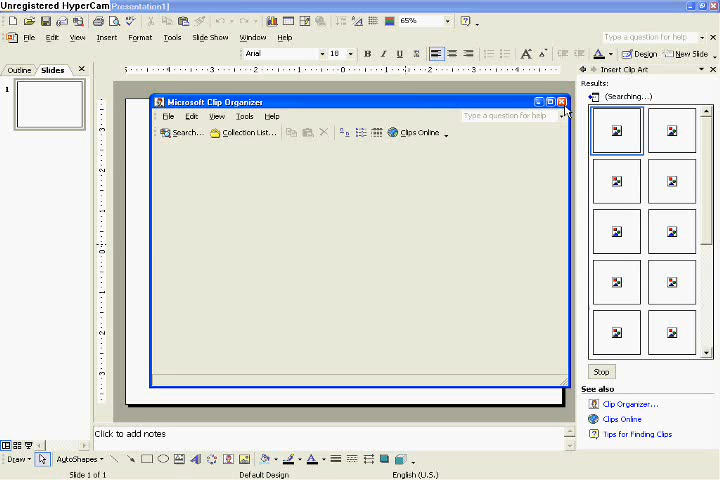 Unregistered HyperCam
Presentation1]
65%
File Edit View Insert Format Tools Slide Show Window Help
Type a question for help
Arial 18 B I U S A A A Design New Slide
Outline Slides
Insert Clip Art
1
Results:
(Searching...)
Microsoft Clip Organizer
File Edit View Tools Help
Type a question for help
Search... Collection List... Clips Online
Stop
See also
Clip Organizer...
Clips Online
Tips for Finding Clips
Click to add notes
Draw AutoShapes
Slide 1 of 1 Default Design English (U.S.)